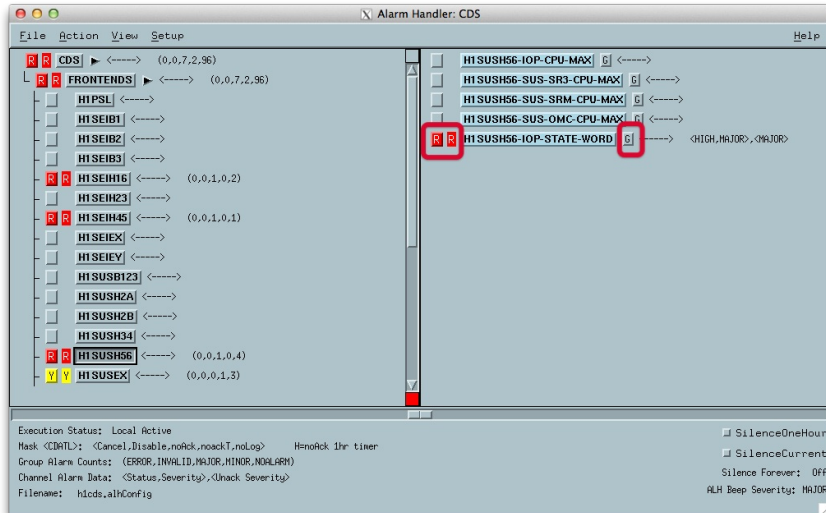 Alarm Handler: CDS
File Action View Setup Help
R R CDS <-----> (0,0,7,2,96)
R R FRONTENDS <-----> (0,0,7,2,96)
H1PSL <----->
H1SEIB1 <----->
H1SEIB2 <----->
H1SEIB3 <----->
R R H1SEIH16 <-----> (0,0,1,0,2)
H1SEIH23 <----->
R R H1SEIH45 <-----> (0,0,1,0,1)
H1SEIEX <----->
H1SEIEY <----->
H1SUSB123 <----->
H1SUSH2A <----->
H1SUSH2B <----->
H1SUSH34 <----->
R R H1SUSH56 <-----> (0,0,1,0,4)
Y Y H1SUSEX <-----> (0,0,0,1,3)
H1SUSH56-IOP-CPU-MAX G <----->
H1SUSH56-SUS-SR3-CPU-MAX G <----->
H1SUSH56-SUS-SRM-CPU-MAX G <----->
H1SUSH56-SUS-OMC-CPU-MAX G <----->
R R H1SUSH56-IOP-STATE-WORD G <-----> <HIGH,MAJOR>,<MAJOR>
Execution Status: Local Active
Mask <CDATL>: <Cancel,Disable,noAck,noackT,noLog> H=noAck 1hr timer
Group Alarm Counts: (ERROR,INVALID,MAJOR,MINOR,NOALARM)
Channel Alarm Data: <Status,Severity>,<Unack Severity>
Filename: h1cds.alhConfig
SilenceOneHour
SilenceCurrent
Silence Forever: Off
ALH Beep Severity: MAJOR